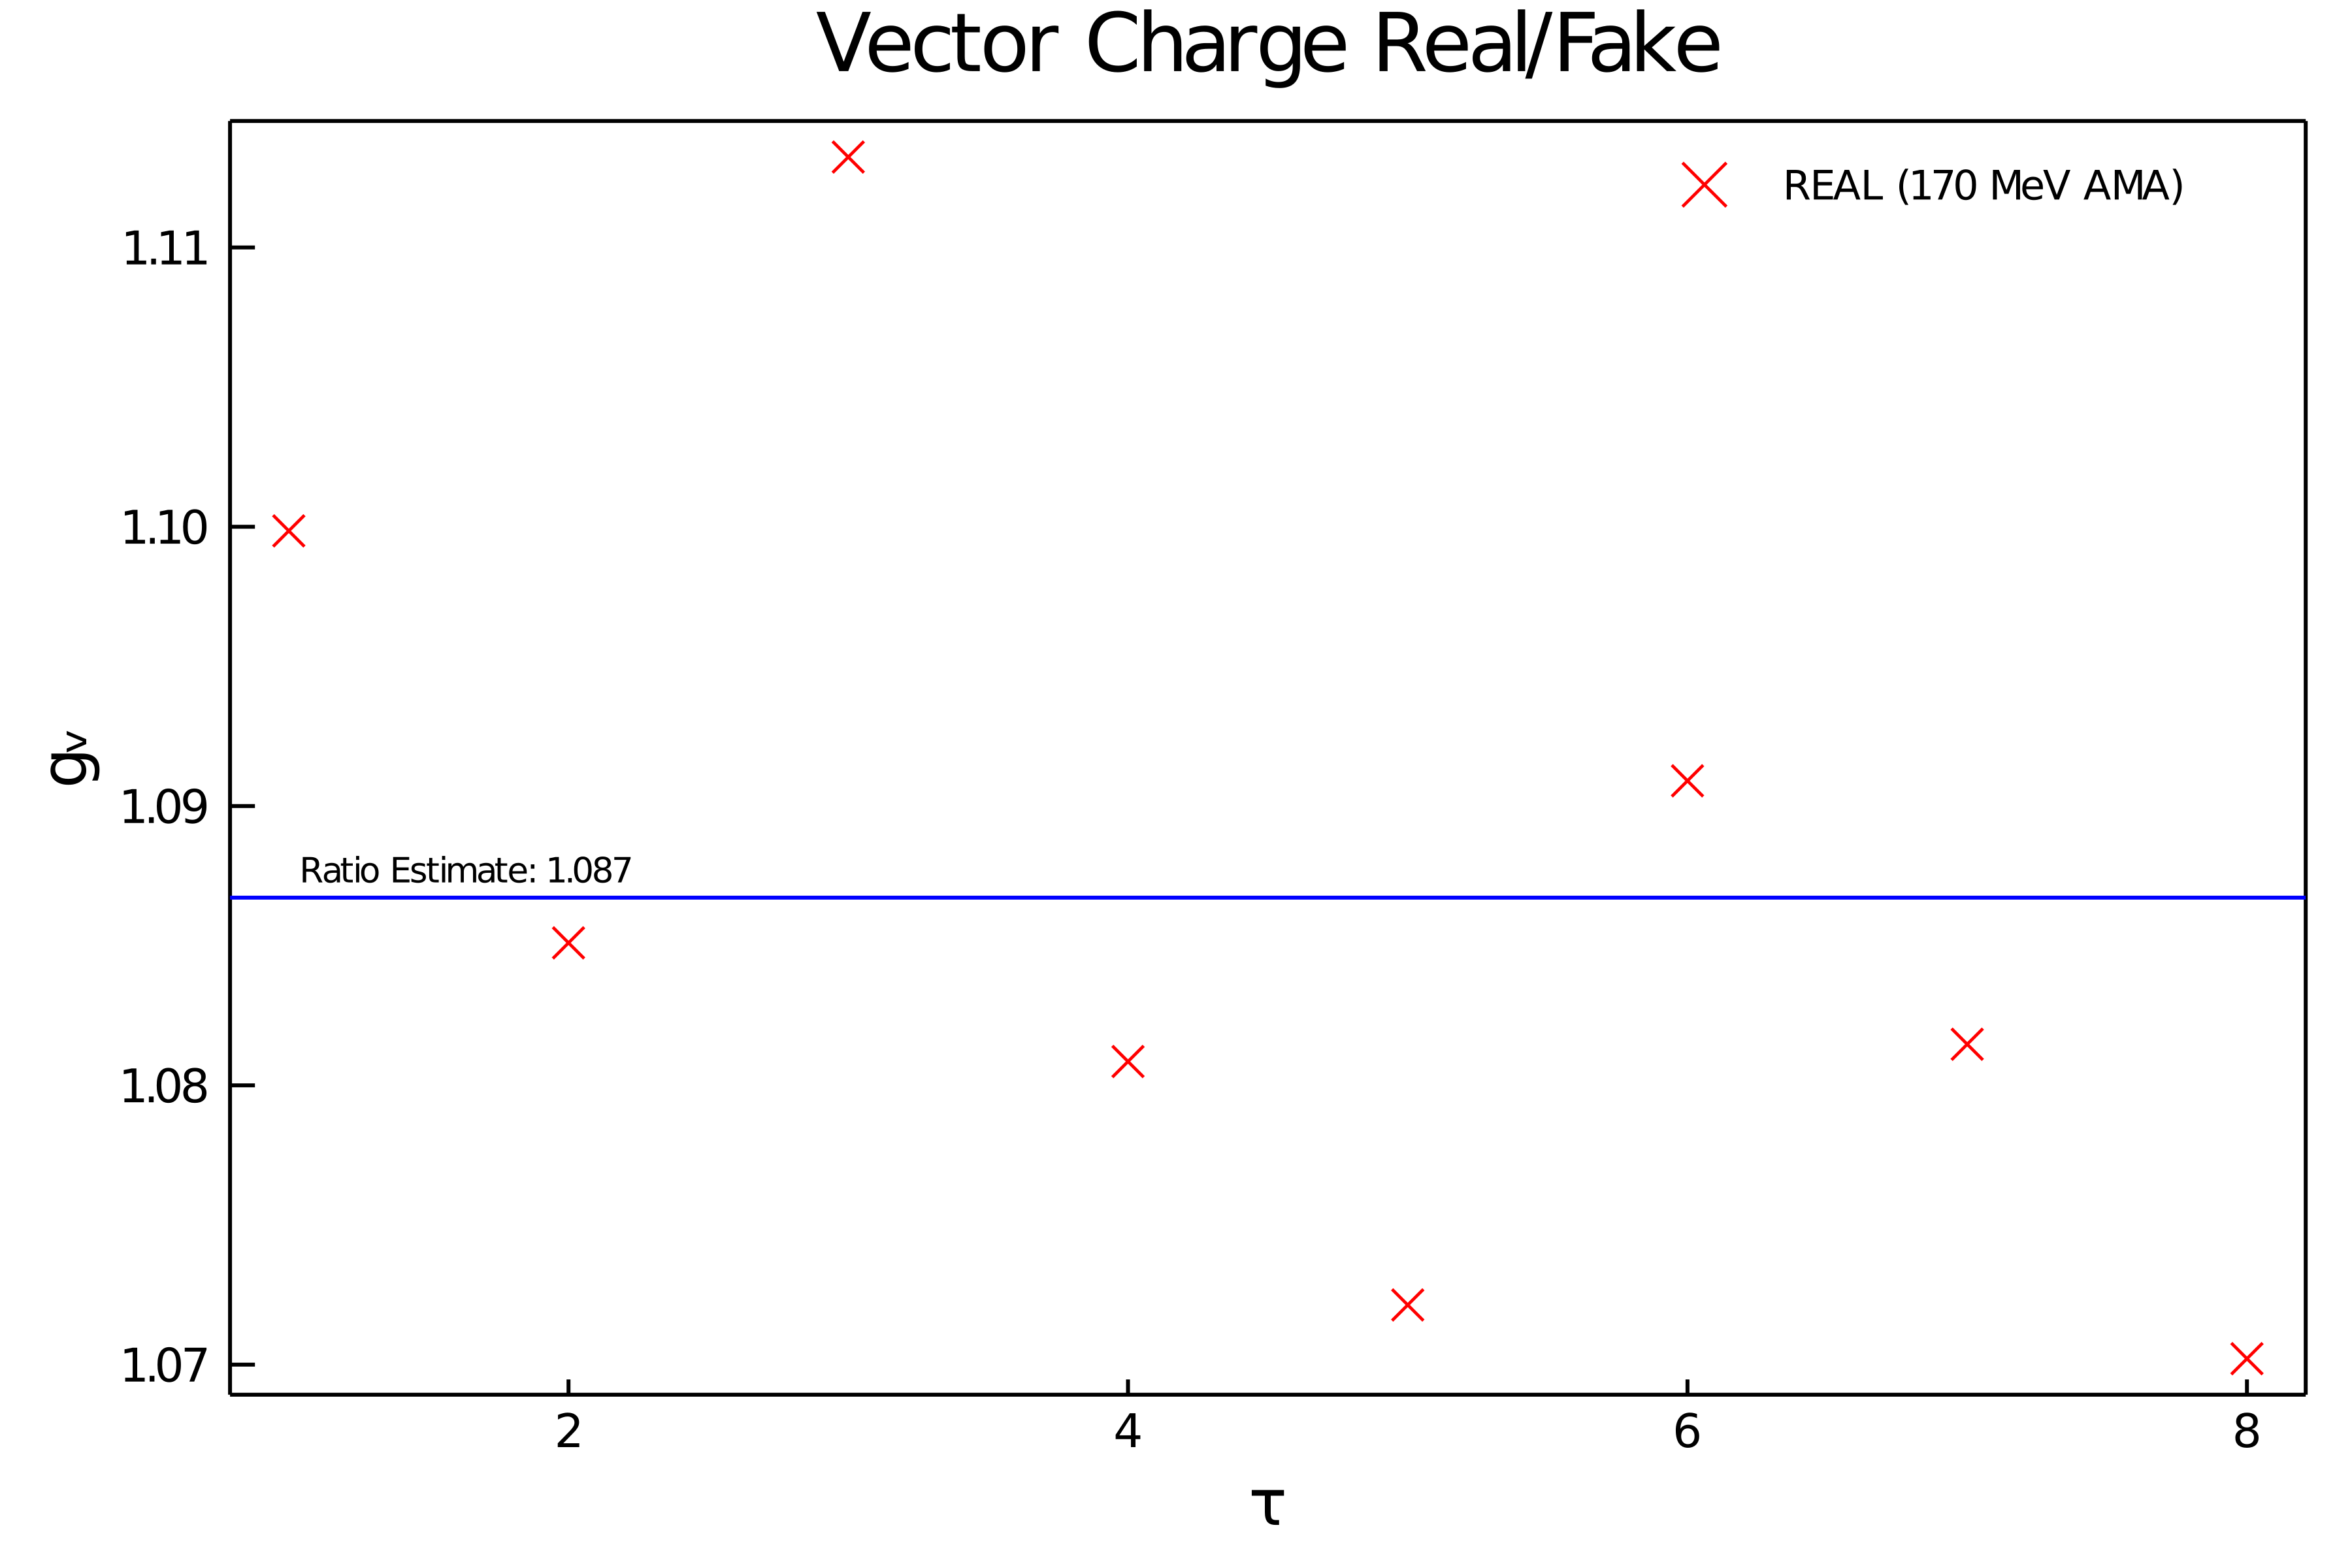 Vector Charge Real/Fake
REAL (170 MeV AMA)
1.11
1.10
1.09
1.08
1.07
gᵥ
Ratio Estimate: 1.087
2 4 6 8
τ